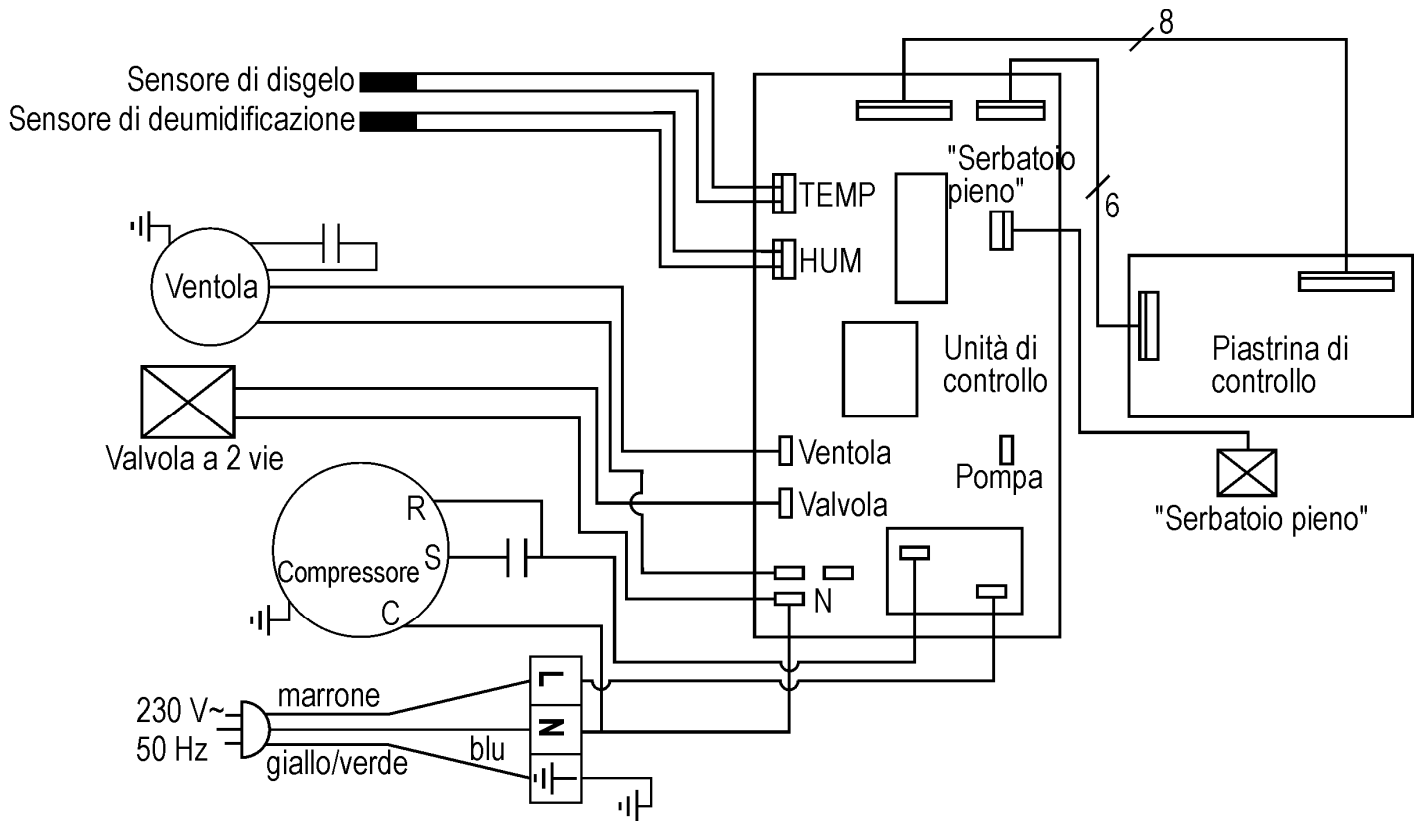 8
Sensore di disgelo
Sensore di deumidificazione
"Serbatoio
pieno"
TEMP
6
HUM
Ventola
Unità di
controllo
Piastrina di
controllo
Valvola a 2 vie
Ventola
Pompa
Valvola
"Serbatoio pieno"
R
S
Compressore
C
N
L
marrone
230 V~
N
50 Hz
blu
giallo/verde